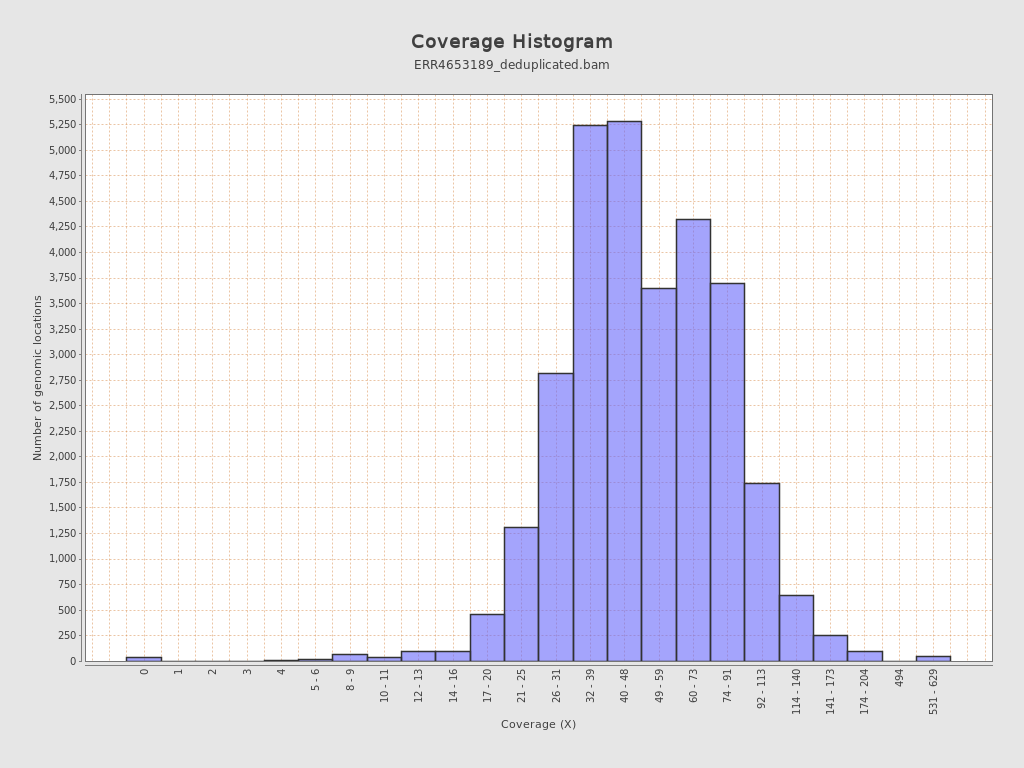 Coverage Histogram
ERR4653189_deduplicated.bam
Number of genomic locations
5,500
5,250
5,000
4,750
4,500
4,250
4,000
3,750
3,500
3,250
3,000
2,750
2,500
2,250
2,000
1,750
1,500
1,250
1,000
750
500
250
0
0
1
2
3
4
5 - 6
8 - 9
10 - 11
12 - 13
14 - 16
17 - 20
21 - 25
26 - 31
32 - 39
40 - 48
49 - 59
60 - 73
74 - 91
92 - 113
114 - 140
141 - 173
174 - 204
494
531 - 629
Coverage (X)